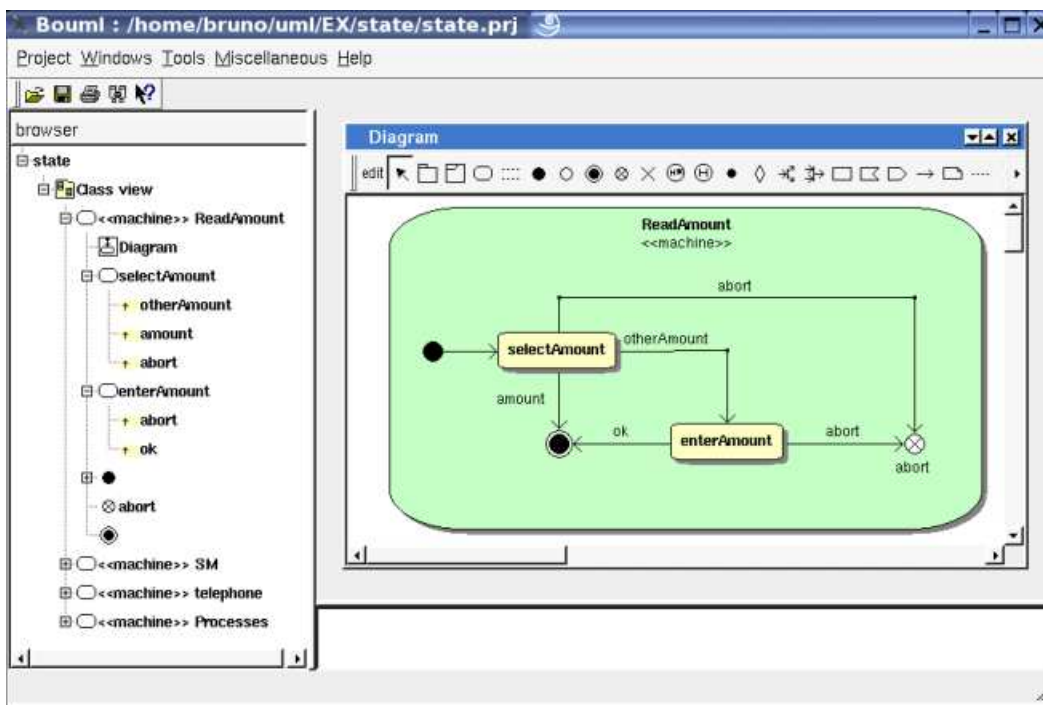 Bouml : /home/bruno/uml/EX/state/state.prj
Project Windows Tools Miscellaneous Help
browser
state
Class view
<<machine>> ReadAmount
Diagram
selectAmount
otherAmount
amount
abort
enterAmount
abort
ok
abort
<<machine>> SM
<<machine>> telephone
<<machine>> Processes
Diagram
edit
ReadAmount
<<machine>>
abort
selectAmount
otherAmount
amount
ok
enterAmount
abort
abort